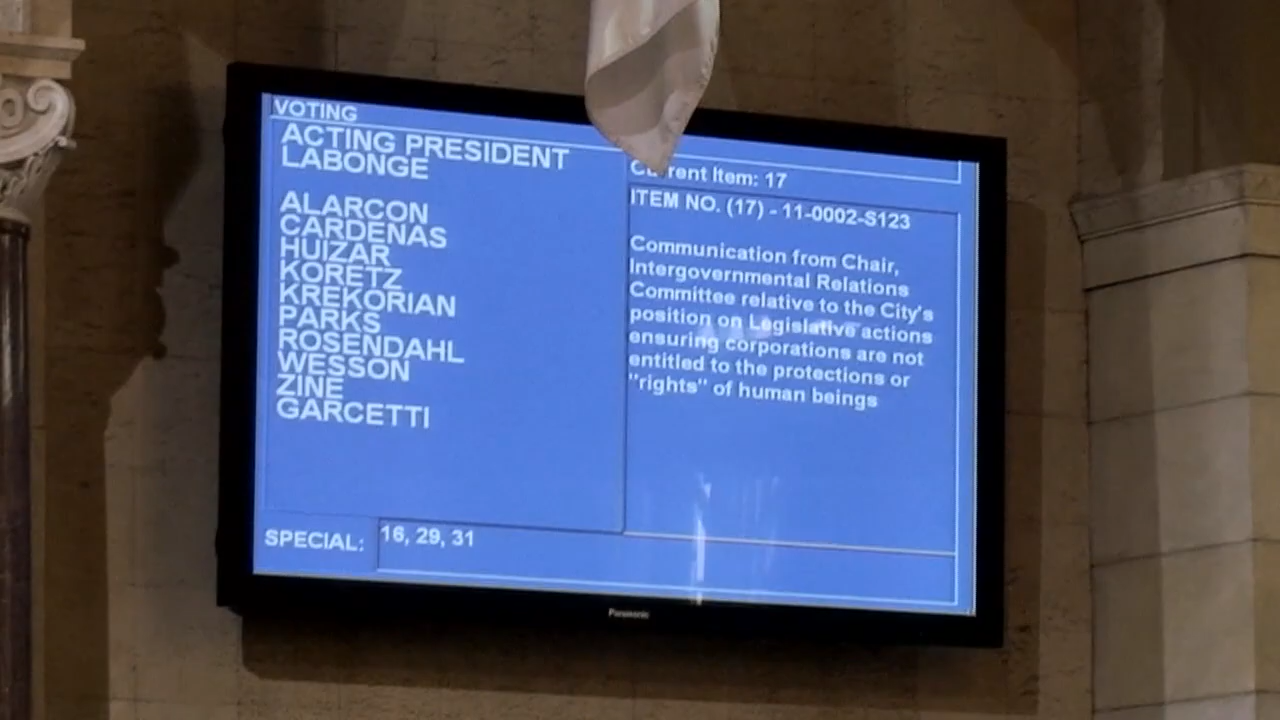 VOTING
ACTING PRESIDENT
LABONGE
ALARCON
CARDENAS
HUIZAR
KORETZ
KREKORIAN
PARKS
ROSENDAHL
WESSON
ZINE
GARCETTI
Current Item: 17
ITEM NO. (17) - 11-0002-S123
Communication from Chair,
Intergovernmental Relations
Committee relative to the City's
position on Legislative actions
ensuring corporations are not
entitled to the protections or
"rights" of human beings
SPECIAL: 16, 29, 31
Panasonic